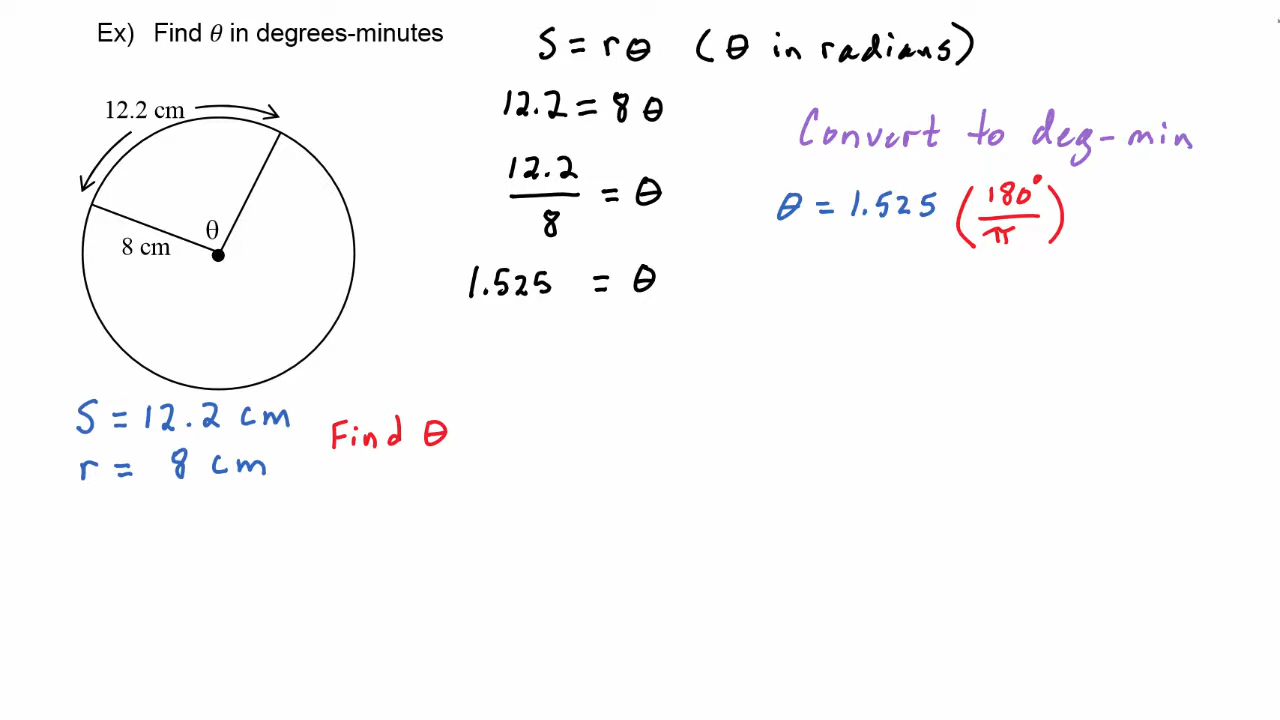 Ex) Find θ in degrees-minutes
12.2 cm
θ
8 cm
S = 12.2 cm
r = 8 cm
Find θ
S = rθ (θ in radians)
12.2 = 8 θ
12.2/8 = θ
1.525 = θ
Convert to deg-min
θ = 1.525 (180°/π)